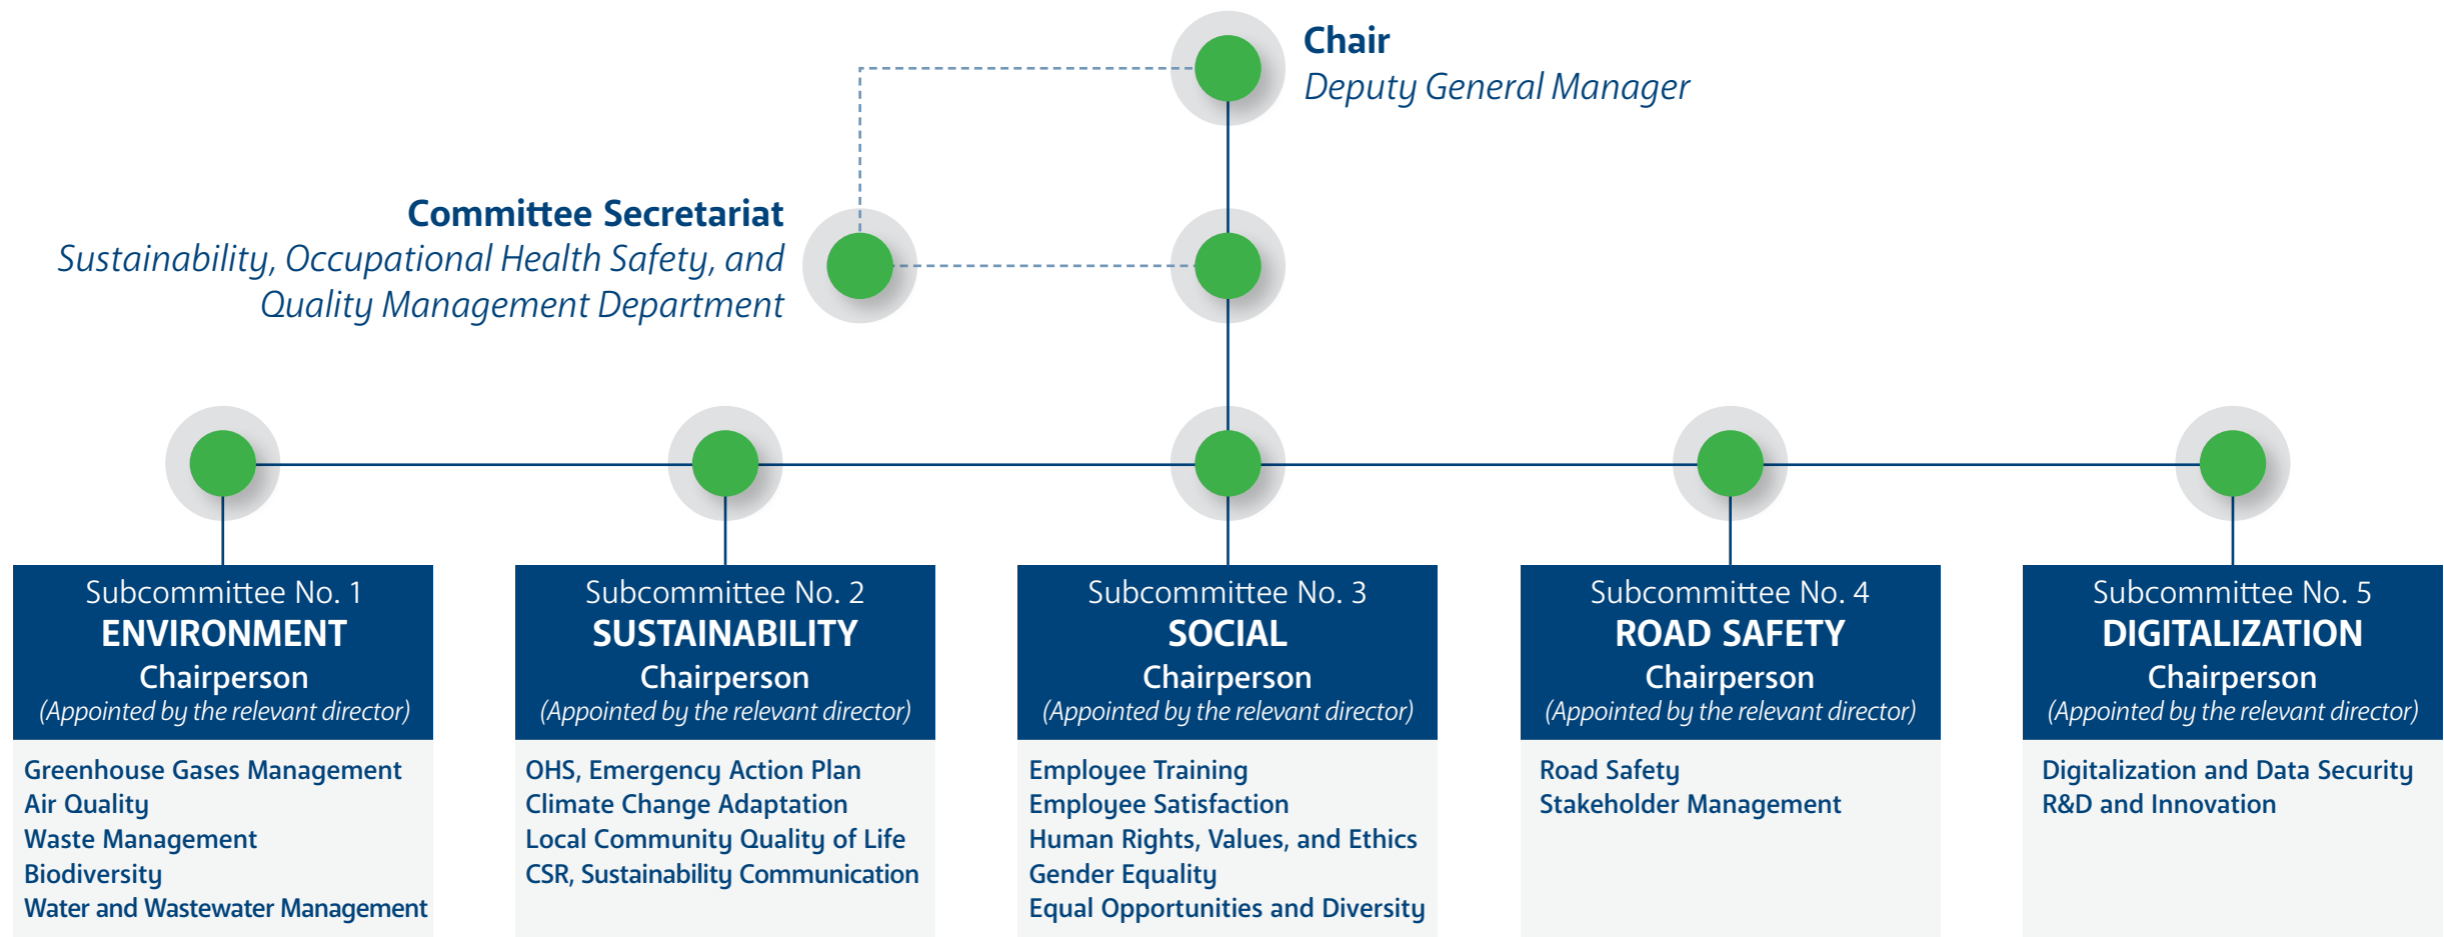 Chair
Deputy General Manager
Committee Secretariat
Sustainability, Occupational Health Safety, and
Quality Management Department
Subcommittee No. 1
ENVIRONMENT
Chairperson
(Appointed by the relevant director)
Greenhouse Gases Management
Air Quality
Waste Management
Biodiversity
Water and Wastewater Management
Subcommittee No. 2
SUSTAINABILITY
Chairperson
(Appointed by the relevant director)
OHS, Emergency Action Plan
Climate Change Adaptation
Local Community Quality of Life
CSR, Sustainability Communication
Subcommittee No. 3
SOCIAL
Chairperson
(Appointed by the relevant director)
Employee Training
Employee Satisfaction
Human Rights, Values, and Ethics
Gender Equality
Equal Opportunities and Diversity
Subcommittee No. 4
ROAD SAFETY
Chairperson
(Appointed by the relevant director)
Road Safety
Stakeholder Management
Subcommittee No. 5
DIGITALIZATION
Chairperson
(Appointed by the relevant director)
Digitalization and Data Security
R&D and Innovation